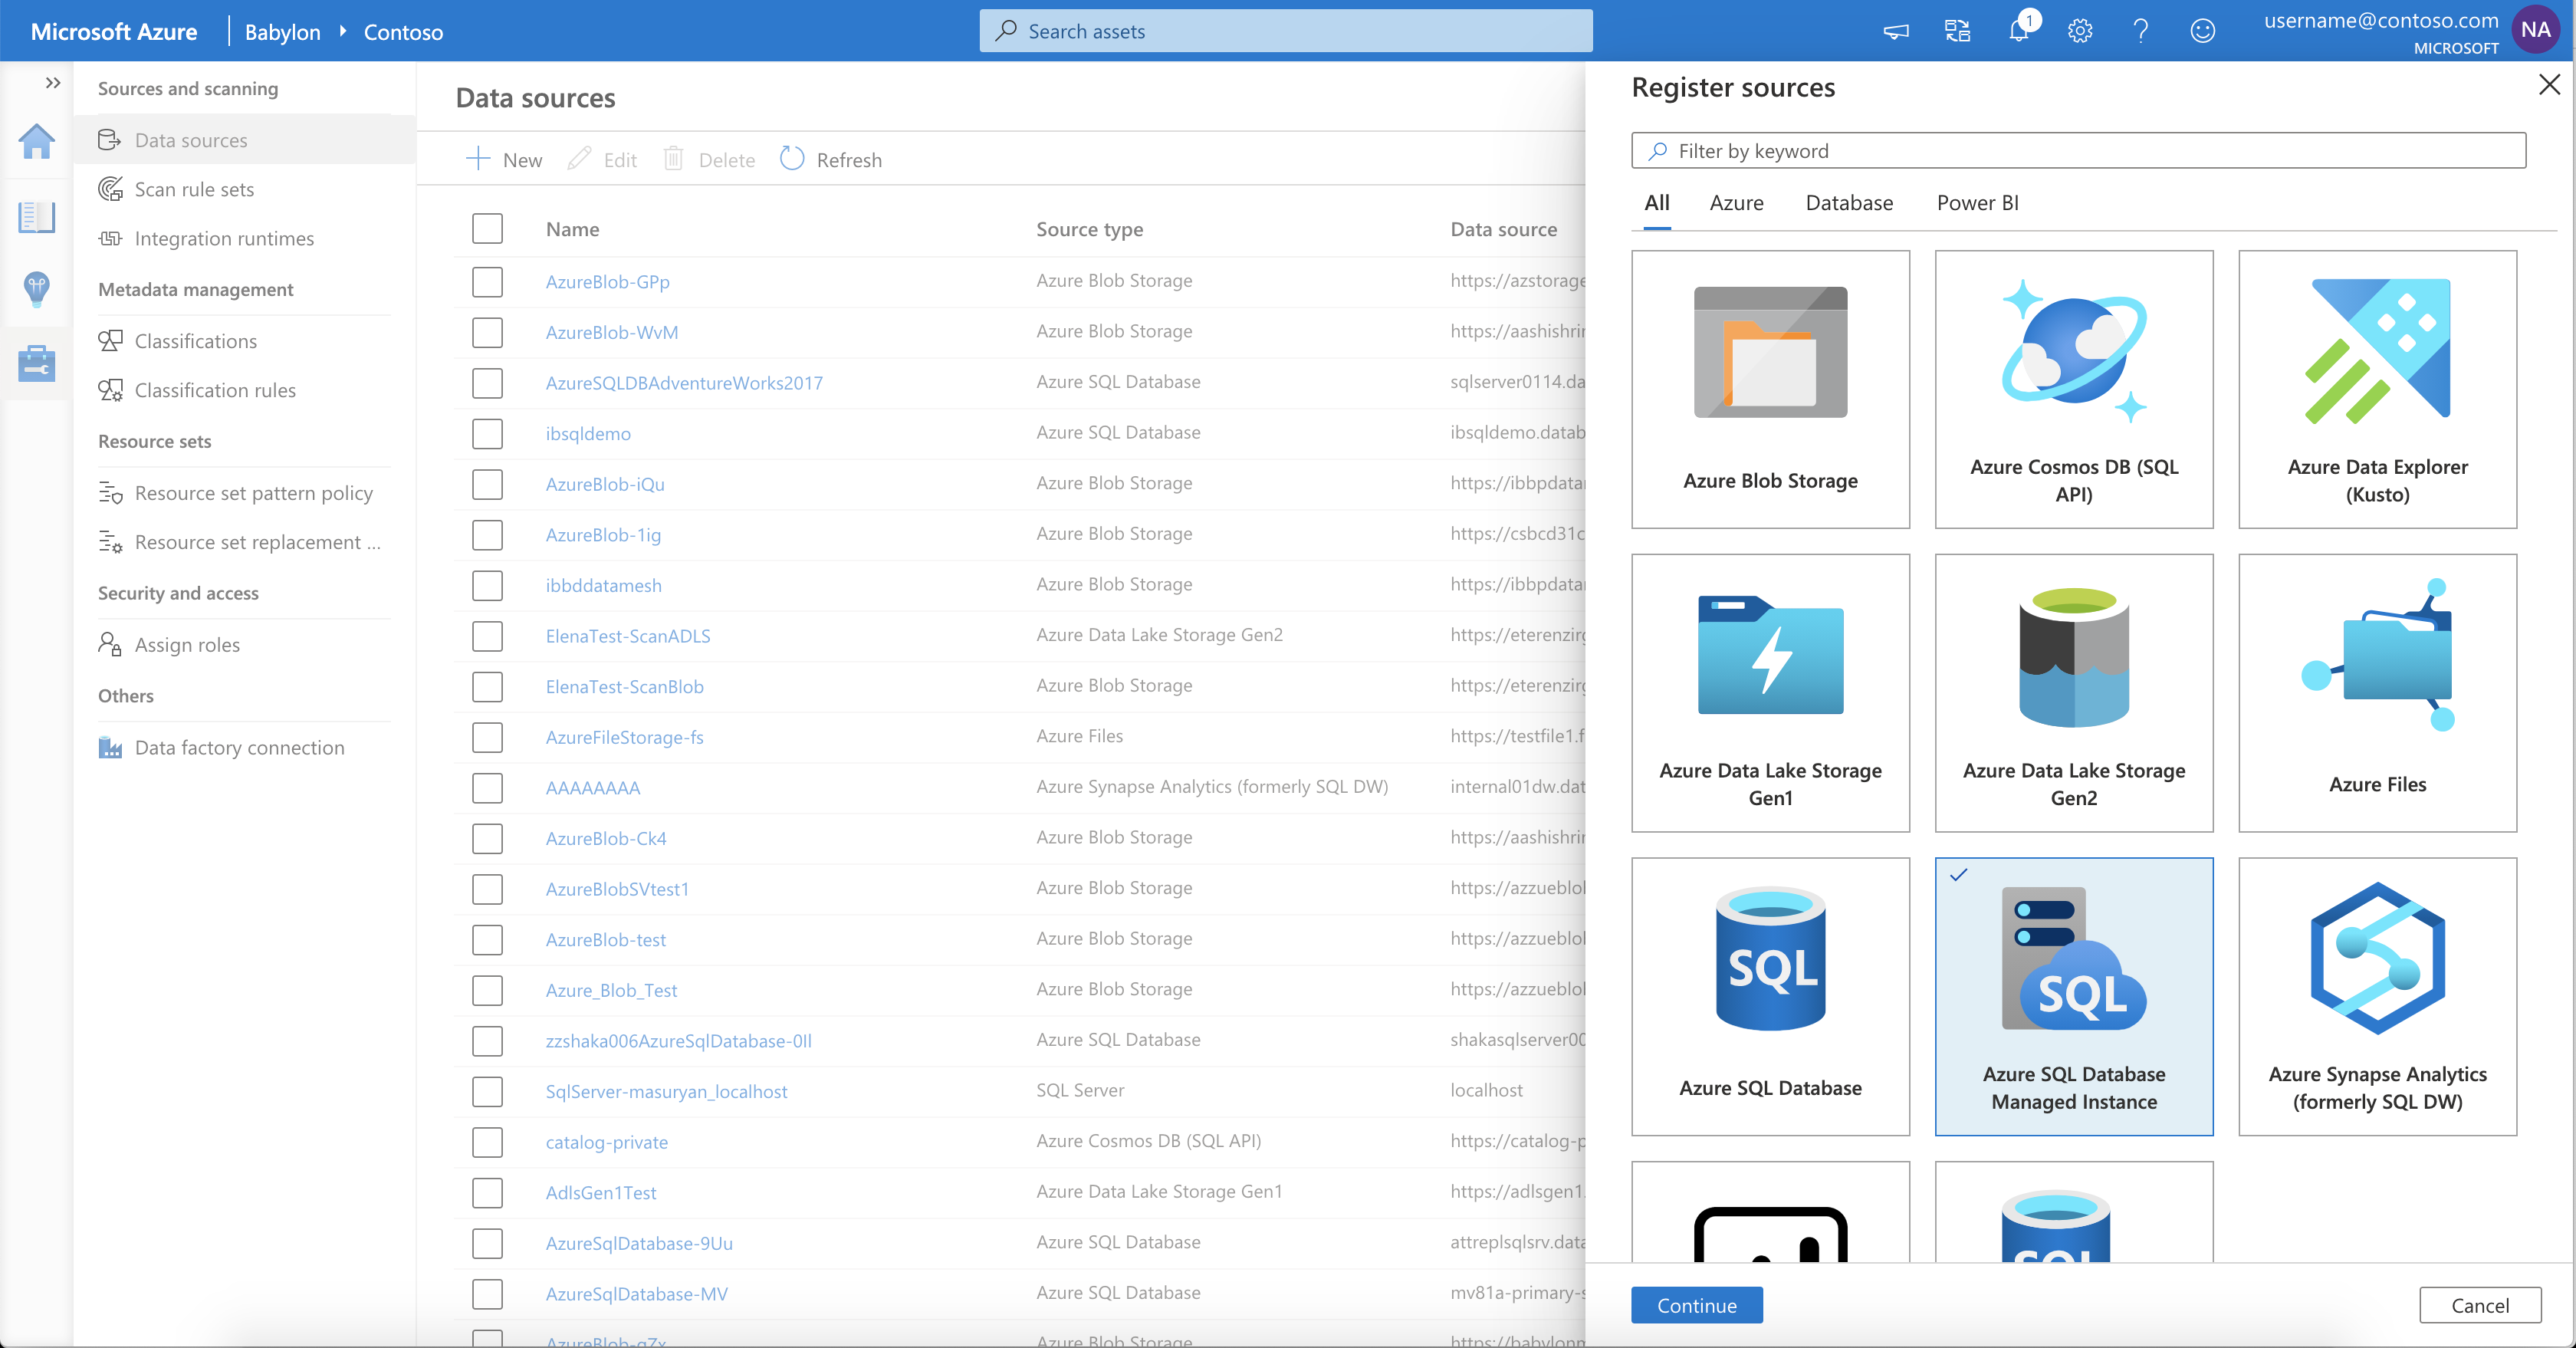 Microsoft Azure
Babylon
Contoso
Search assets
1
username@contoso.com
MICROSOFT
NA
Sources and scanning
Data sources
Scan rule sets
Integration runtimes
Metadata management
Classifications
Classification rules
Resource sets
Resource set pattern policy
Resource set replacement ...
Security and access
Assign roles
Others
Data factory connection
Data sources
New Edit Delete Refresh
Name Source type Data source
AzureBlob-GPp Azure Blob Storage https://azstorage
AzureBlob-WvM Azure Blob Storage https://aashishrin
AzureSQLDBAdventureWorks2017 Azure SQL Database sqlserver0114.da
ibsqldemo Azure SQL Database ibsqldemo.datab
AzureBlob-iQu Azure Blob Storage https://ibbpdata
AzureBlob-1ig Azure Blob Storage https://csbcd31c
ibbddatamesh Azure Blob Storage https://ibbpdata
ElenaTest-ScanADLS Azure Data Lake Storage Gen2 https://eterenzirg
ElenaTest-ScanBlob Azure Blob Storage https://eterenzirg
AzureFileStorage-fs Azure Files https://testfile1.f
AAAAAAAA Azure Synapse Analytics (formerly SQL DW) internal01dw.dat
AzureBlob-Ck4 Azure Blob Storage https://aashishrin
AzureBlobSVtest1 Azure Blob Storage https://azzueblol
AzureBlob-test Azure Blob Storage https://azzueblol
Azure_Blob_Test Azure Blob Storage https://azzueblol
zzshaka006AzureSqlDatabase-0Il Azure SQL Database shakasqlserver00
SqlServer-masuryan_localhost SQL Server localhost
catalog-private Azure Cosmos DB (SQL API) https://catalog-p
AdlsGen1Test Azure Data Lake Storage Gen1 https://adlsgen1.
AzureSqlDatabase-9Uu Azure SQL Database attreplsqlsrv.data
AzureSqlDatabase-MV Azure SQL Database mv81a-primary-s
AzureBlob-gZx Azure Blob Storage https://babylonm
Register sources
Filter by keyword
All Azure Database Power BI
Azure Blob Storage
Azure Cosmos DB (SQL
API)
Azure Data Explorer
(Kusto)
Azure Data Lake Storage
Gen1
Azure Data Lake Storage
Gen2
Azure Files
SQL
Azure SQL Database
SQL
Azure SQL Database
Managed Instance
Azure Synapse Analytics
(formerly SQL DW)
SQL
Continue
Cancel